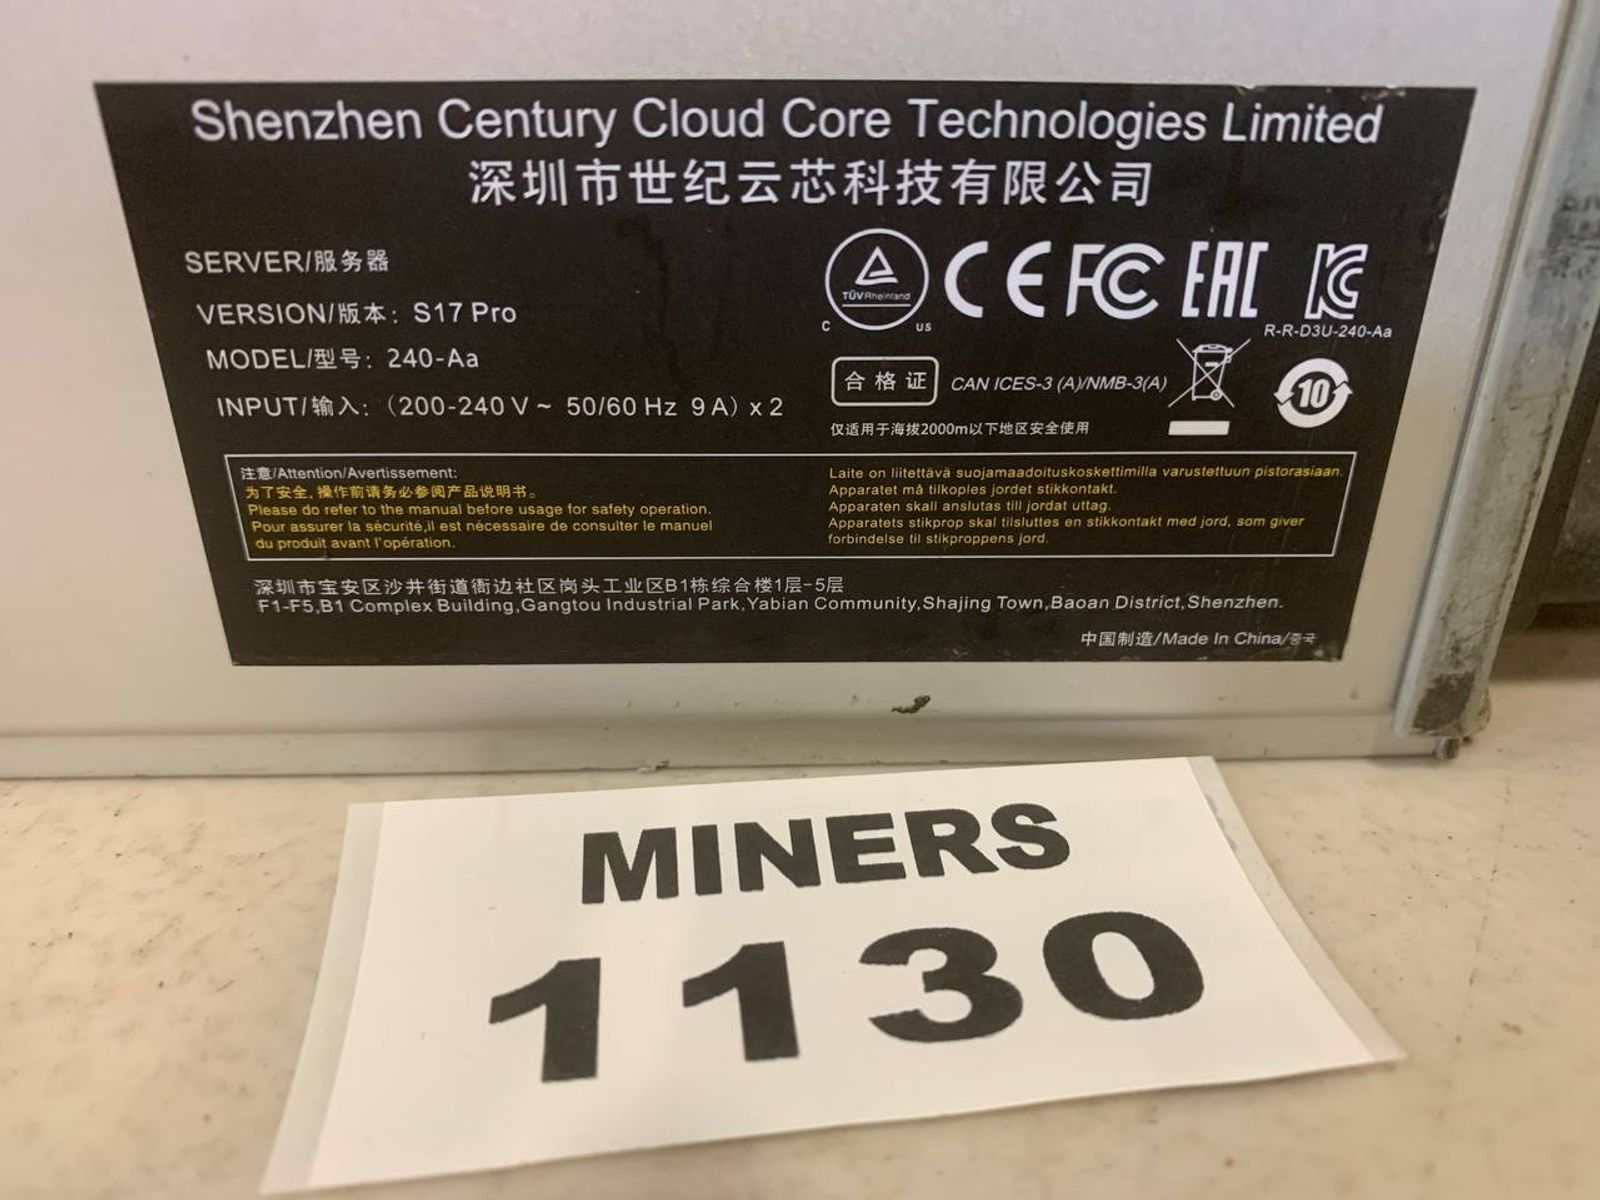 Shenzhen Century Cloud Core Technologies Limited
深圳市世纪云芯科技有限公司
SERVER/服务器
VERSION/版本: S17 Pro
MODEL/型号: 240-Aa
INPUT/输入: (200-240 V ~ 50/60 Hz 9 A) x 2
TÜVRheinland
C US
CE FC EAC KC
R-R-D3U-240-Aa
合格证 CAN ICES-3 (A)/NMB-3(A)
10
仅适用于海拔2000m以下地区安全使用
注意/Attention/Avertissement:
为了安全, 操作前请务必参阅产品说明书。
Please do refer to the manual before usage for safety operation.
Pour assurer la sécurité,il est nécessaire de consulter le manuel
du produit avant l'opération.
Laite on liitettävä suojamaadoituskoskettimilla varustettuun pistorasiaan.
Apparatet må tilkoples jordet stikkontakt.
Apparaten skall anslutas till jordat uttag.
Apparatets stikprop skal tilsluttes en stikkontakt med jord, som giver
forbindelse til stikproppens jord.
深圳市宝安区沙井街道衙边社区岗头工业区B1栋综合楼1层-5层
F1-F5,B1 Complex Building,Gangtou Industrial Park,Yabian Community,Shajing Town,Baoan District,Shenzhen.
中国制造/Made In China/중국
MINERS
1130